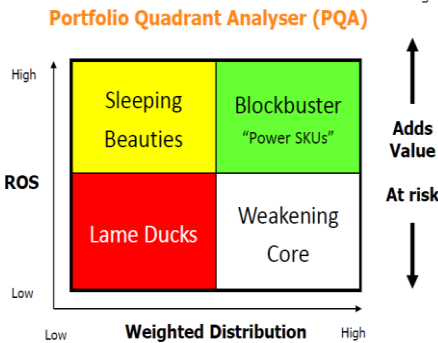 Portfolio Quadrant Analyser (PQA)
High
Sleeping
Beauties
Blockbuster
“Power SKUs”
Adds
Value
ROS
At risk
Lame Ducks
Weakening
Core
Low
Low
Weighted Distribution
High